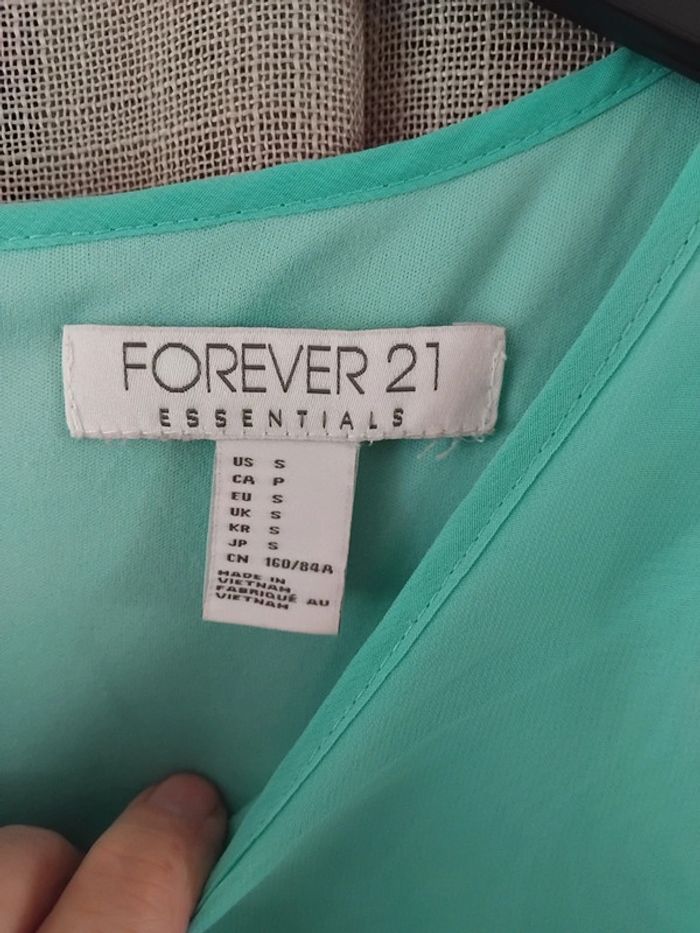 FOREVER 21
ESSENTIALS
US S
CA P
EU S
UK S
KR S
JP S
CN 160/84A
MADE IN
VIETNAM
FABRIQUÉ AU
VIETNAM